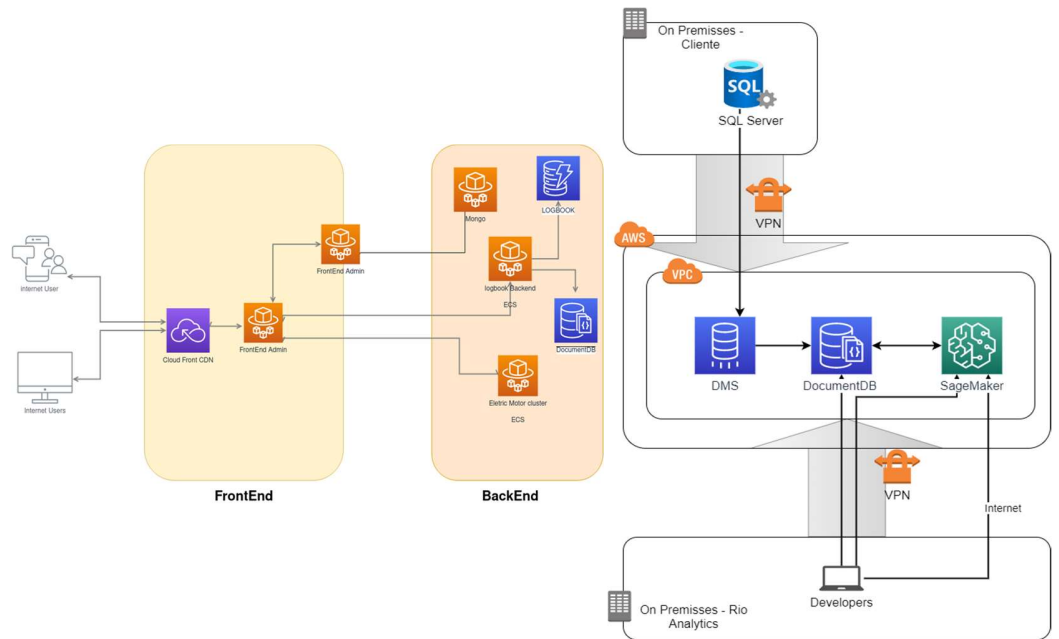 internet User
Internet Users
Cloud Front CDN
FrontEnd Admin
FrontEnd Admin
FrontEnd
Mongo
LOGBOOK
logbook Backend
ECS
DocumentDB
Eletric Motor cluster
ECS
BackEnd
On Premisses -
Cliente
SQL
SQL Server
VPN
AWS
VPC
DMS
DocumentDB
SageMaker
VPN
Internet
Developers
On Premisses - Rio
Analytics